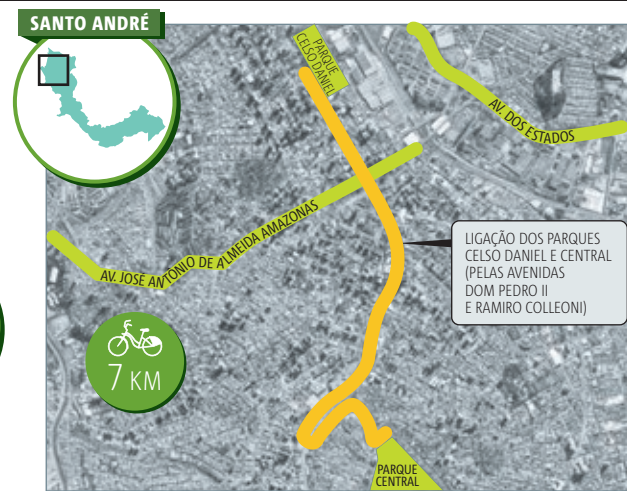 SANTO ANDRÉ
PARQUE
CELSO DANIEL
AV. DOS ESTADOS
AV. JOSÉ ANTONIO DE ALMEIDA AMAZONAS
LIGAÇÃO DOS PARQUES
CELSO DANIEL E CENTRAL
(PELAS AVENIDAS
DOM PEDRO II
E RAMIRO COLLEONI)
7 KM
PARQUE
CENTRAL